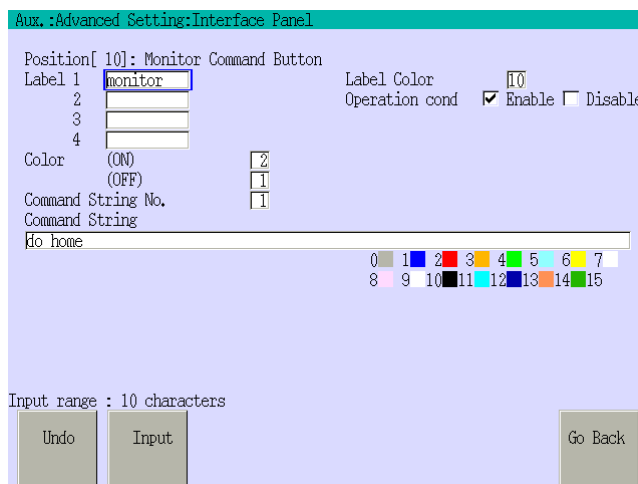 Aux.:Advanced Setting:Interface Panel
Position[ 10]: Monitor Command Button
Label 1 monitor Label Color 10
2 Operation cond Enable Disable
3
4
Color (ON) 2
(OFF) 1
Command String No. 1
Command String
do home
0 1 2 3 4 5 6 7
8 9 10 11 12 13 14 15
Input range : 10 characters
Undo Input Go Back